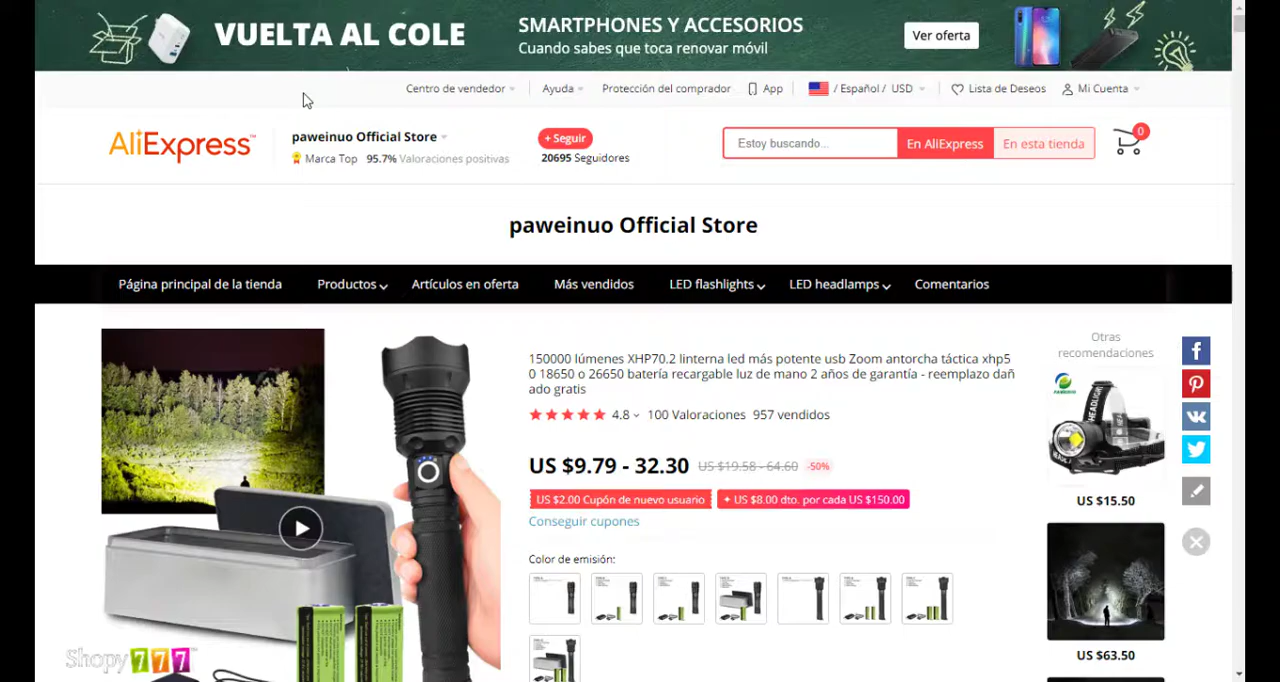 VUELTA AL COLE
SMARTPHONES Y ACCESORIOS
Cuando sabes que toca renovar móvil
Ver oferta
Centro de vendedor
Ayuda
Protección del comprador
App
/ Español / USD
Lista de Deseos
Mi Cuenta
AliExpress
paweinuo Official Store
Marca Top 95.7% Valoraciones positivas
+ Seguir
20695 Seguidores
Estoy buscando...
En AliExpress
En esta tienda
0
paweinuo Official Store
Página principal de la tienda
Productos
Artículos en oferta
Más vendidos
LED flashlights
LED headlamps
Comentarios
150000 lúmenes XHP70.2 linterna led más potente usb Zoom antorcha táctica xhp5
0 18650 o 26650 batería recargable luz de mano 2 años de garantía - reemplazo dañ
ado gratis
4.8 100 Valoraciones 957 vendidos
US $9.79 - 32.30 US $19.58 - 64.60 -50%
US $2.00 Cupón de nuevo usuario
US $8.00 dto. por cada US $150.00
Conseguir cupones
Color de emisión:
Otras
recomendaciones
HEADLIGHT
US $15.50
US $63.50
Shopy777